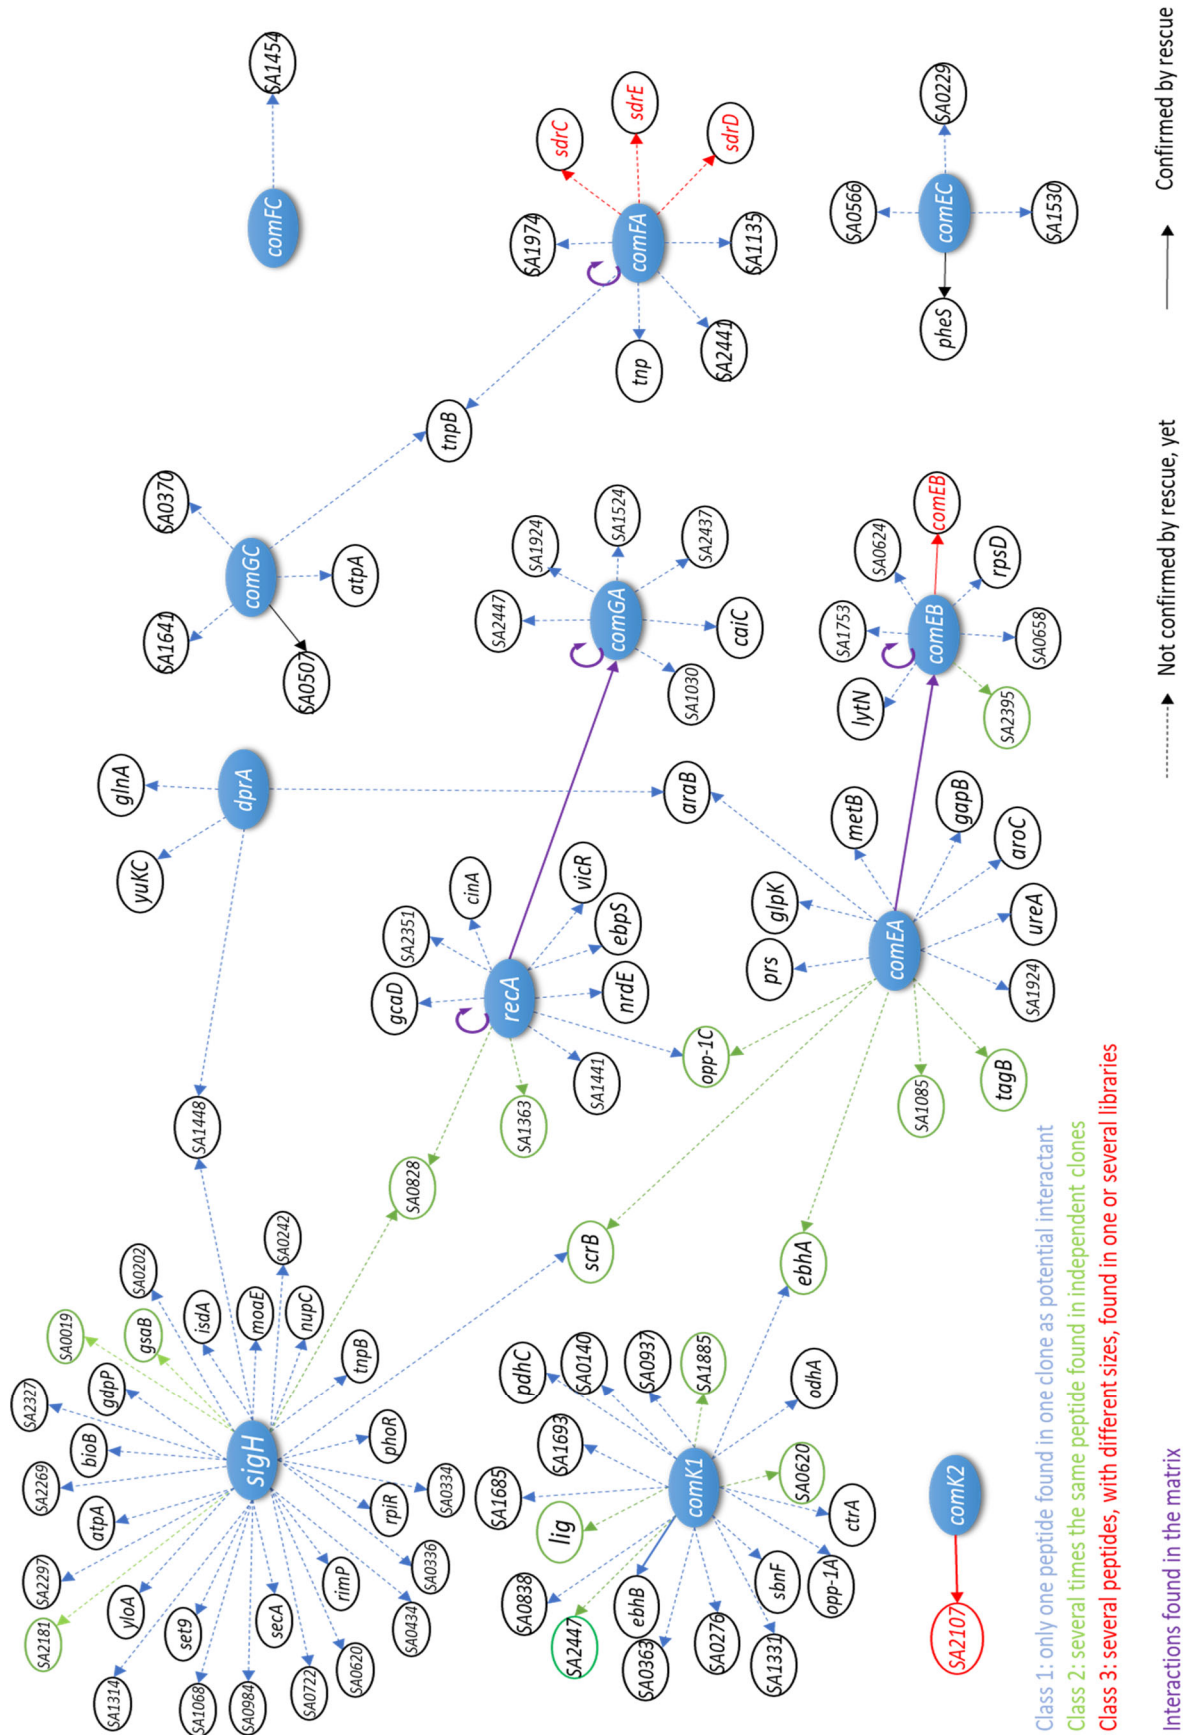 SA2181
SA2297
atpA
SA2269
bioB
SA2327
gdpP
SA0019
gsaB
SA0202
isdA
moaE
SA0242
nupC
tnpB
SA1314
yloA
set9
SA1068
SA0984
secA
SA0722
SA0620
rimP
SA0434
SA0336
rpiR
SA0334
phoR
sigH
SA1448
SA0828
scrB
yuKC
glnA
dprA
araB
SA1641
SA0370
comGC
SA0507
atpA
tnpB
comFC
SA1454
gcaD
SA2351
cinA
recA
vicR
ebpS
nrdE
opp-1C
SA1441
SA1363
SA2447
SA1924
SA1524
SA2437
comGA
caiC
SA1030
SA1974
sdrC
sdrE
sdrD
comFA
tnp
SA2441
SA1135
SA0838
lig
SA1685
SA1693
pdhC
SA0140
SA0937
SA1885
ebhA
SA2447
ebhB
SA0363
SA0276
SA1331
sbnF
opp-1A
ctrA
SA0620
odhA
comK1
prs
glpK
metB
gapB
aroC
ureA
SA1924
tagB
SA1085
comEA
lytN
SA1753
SA0624
comEB
comEB
rpsD
SA0658
SA2395
SA0566
SA0229
comEC
pheS
SA1530
comK2
SA2107
Class 1: only one peptide found in one clone as potential interactant
Class 2: several times the same peptide found in independent clones
Class 3: several peptides, with different sizes, found in one or several libraries
Interactions found in the matrix
Not confirmed by rescue, yet
Confirmed by rescue